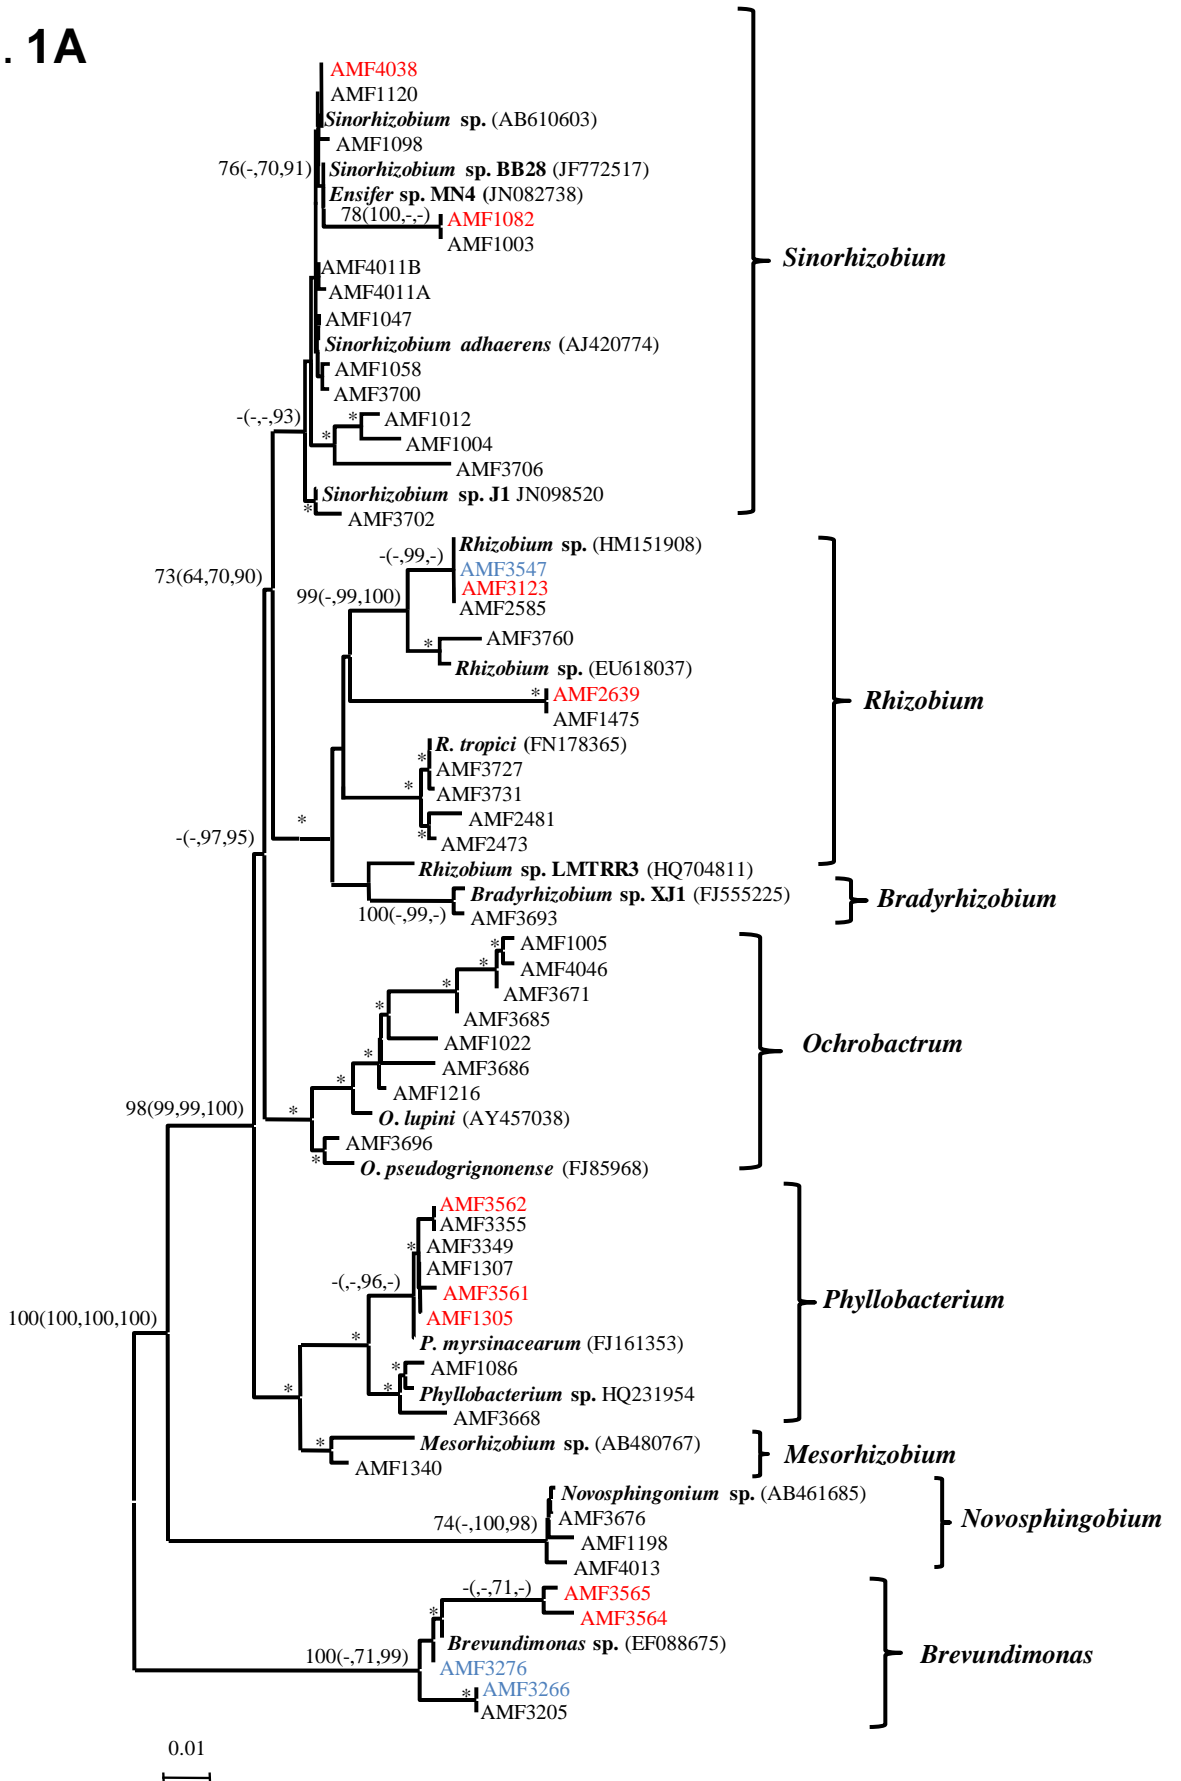 . 1A
AMF4038
AMF1120
Sinorhizobium sp. (AB610603)
AMF1098
76(-,70,91)
Sinorhizobium sp. BB28 (JF772517)
Ensifer sp. MN4 (JN082738)
78(100,-,-)
AMF1082
AMF1003
Sinorhizobium
AMF4011B
AMF4011A
AMF1047
Sinorhizobium adhaerens (AJ420774)
AMF1058
AMF3700
-(-,-,93)
* AMF1012
* AMF1004
AMF3706
Sinorhizobium sp. J1 JN098520
* AMF3702
Rhizobium sp. (HM151908)
-(-,99,-)
AMF3547
73(64,70,90)
AMF3123
99(-,99,100)
AMF2585
* AMF3760
Rhizobium sp. (EU618037)
* AMF2639
Rhizobium
AMF1475
R. tropici (FN178365)
* AMF3727
* AMF3731
* AMF2481
-(-,97,95)
* AMF2473
Rhizobium sp. LMTRR3 (HQ704811)
Bradyrhizobium sp. XJ1 (FJ555225)
Bradyrhizobium
100(-,99,-)
AMF3693
* AMF1005
* AMF4046
* AMF3671
* AMF3685
AMF1022
Ochrobactrum
* AMF3686
* AMF1216
98(99,99,100)
* O. lupini (AY457038)
AMF3696
* O. pseudogrignonense (FJ85968)
AMF3562
AMF3355
* AMF3349
AMF1307
-(,-,96,-)
AMF3561
Phyllobacterium
AMF1305
100(100,100,100)
* P. myrsinacearum (FJ161353)
* AMF1086
* * Phyllobacterium sp. HQ231954
AMF3668
* Mesorhizobium sp. (AB480767)
Mesorhizobium
AMF1340
Novosphingonium sp. (AB461685)
74(-,100,98)
AMF3676
Novosphingobium
AMF1198
AMF4013
-(,-,71,-)
AMF3565
* AMF3564
Brevundimonas sp. (EF088675)
100(-,71,99)
Brevundimonas
AMF3276
* AMF3266
AMF3205
0.01